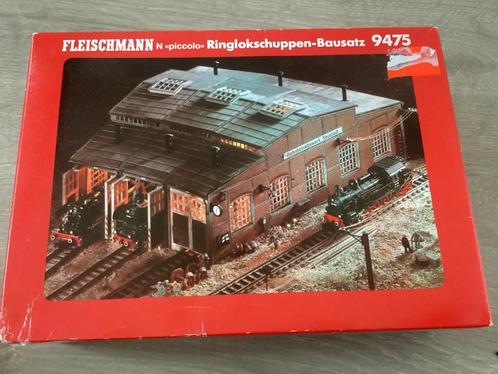 FLEISCHMANN N «piccolo» Ringlokschuppen-Bausatz 9475